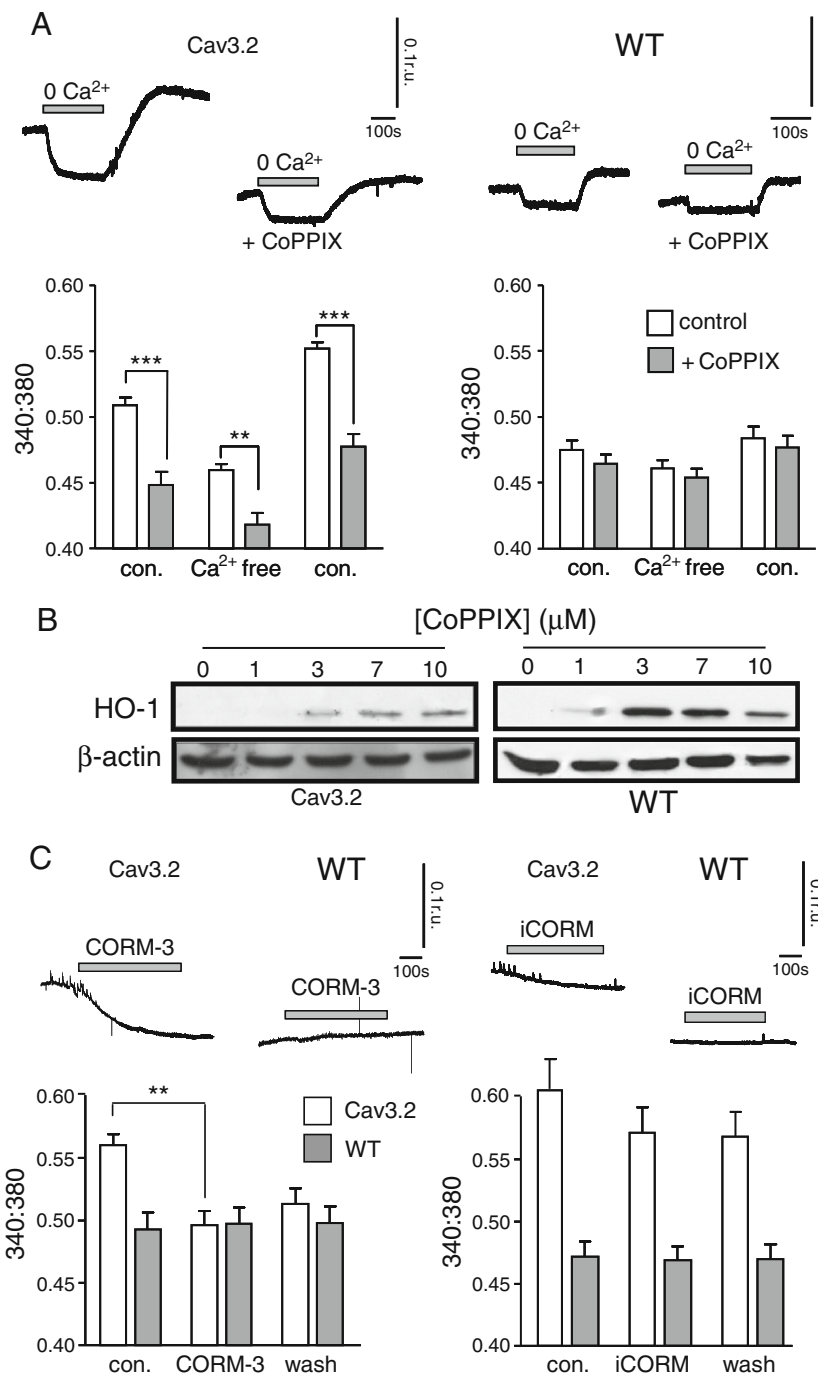 A
Cav3.2
0.1r.u.
WT
0 Ca²⁺
100s
0 Ca²⁺
+ CoPPIX
0 Ca²⁺
100s
0 Ca²⁺
+ CoPPIX
340:380
0.60
0.55
0.50
0.45
0.40
***
**
***
con.
Ca²⁺ free
con.
340:380
0.60
0.55
0.50
0.45
0.40
control
+ CoPPIX
con.
Ca²⁺ free
con.
B
[CoPPIX] (μM)
0 1 3 7 10
0 1 3 7 10
HO-1
β-actin
Cav3.2
WT
C
Cav3.2
WT
0.1r.u.
100s
CORM-3
CORM-3
Cav3.2
WT
0.1r.u.
100s
iCORM
iCORM
340:380
0.60
0.55
0.50
0.45
0.40
**
Cav3.2
WT
con.
CORM-3
wash
340:380
0.60
0.55
0.50
0.45
0.40
con.
iCORM
wash